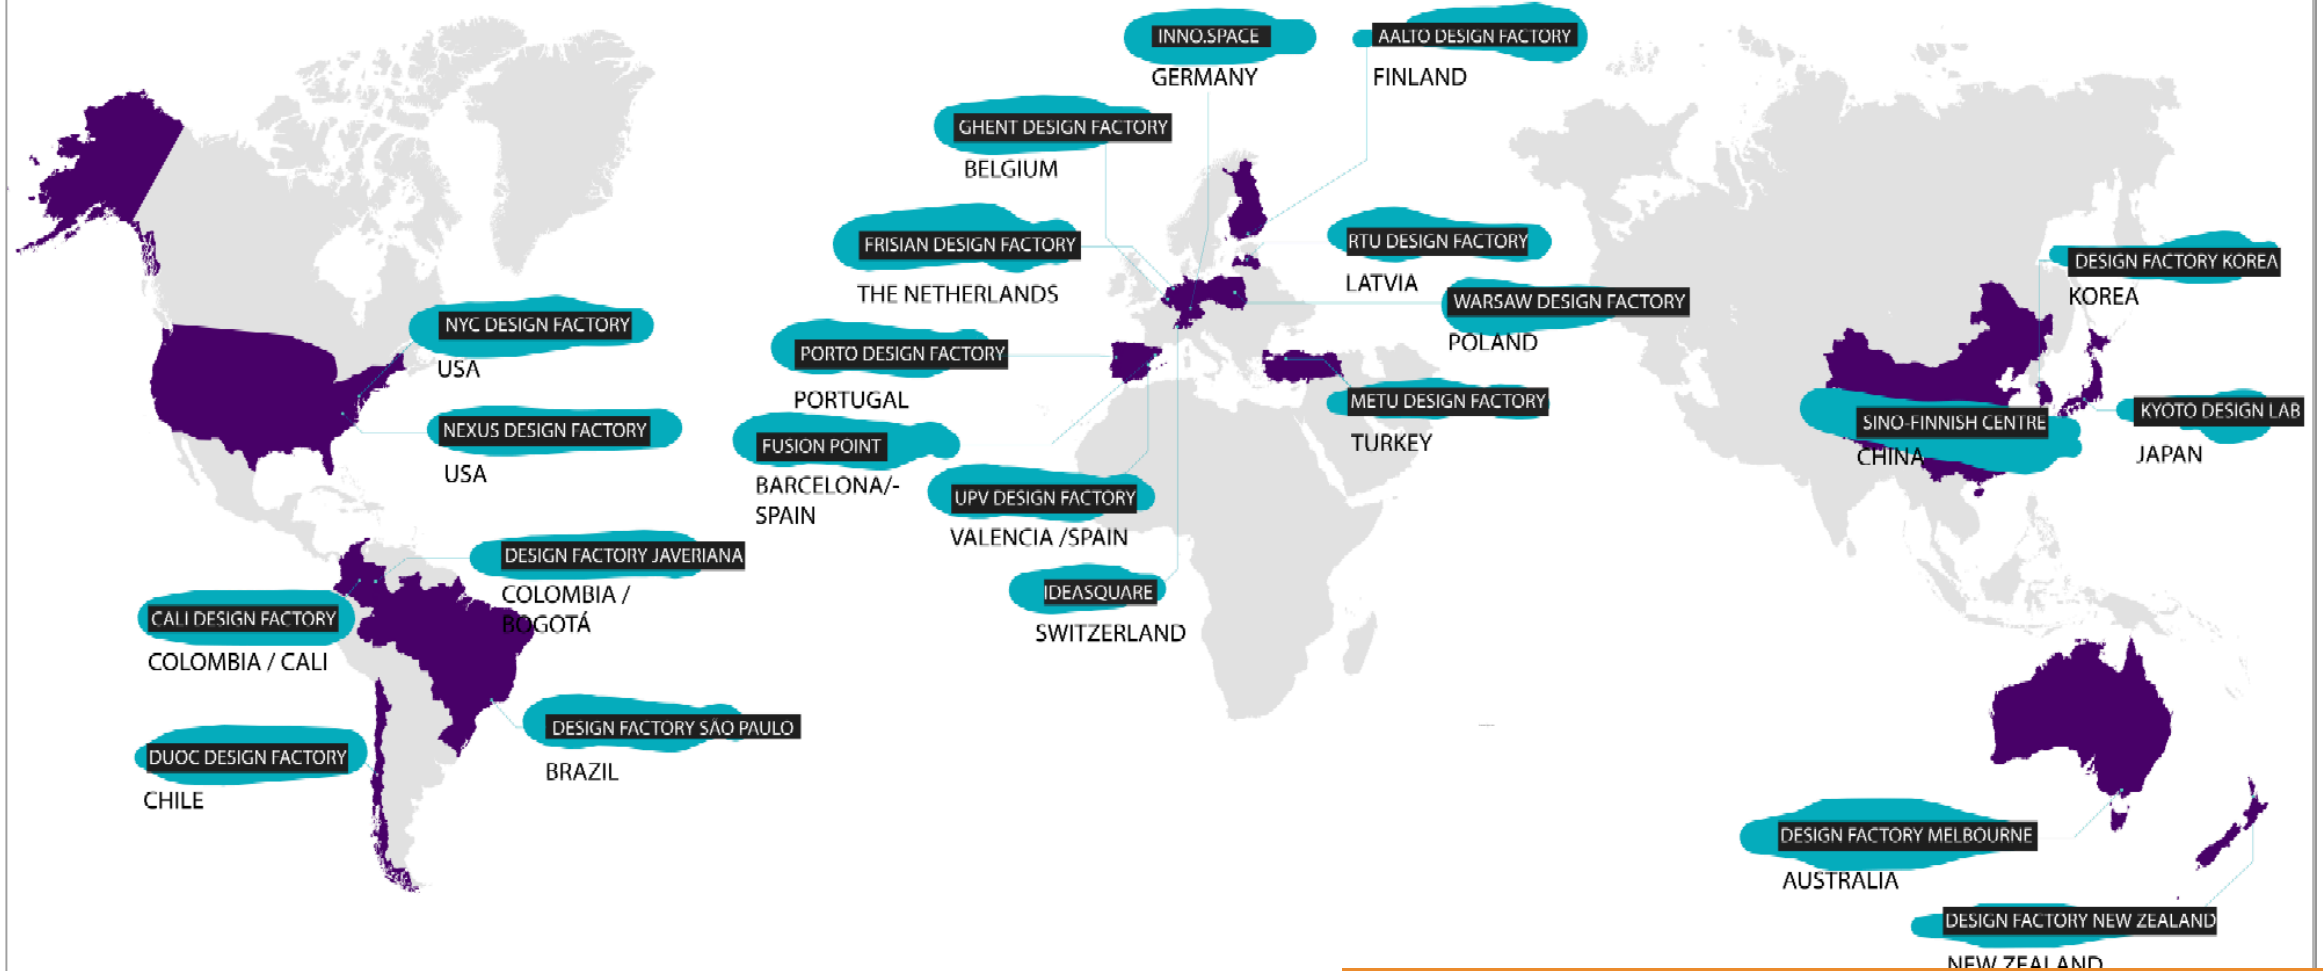 INNO.SPACE
GERMANY
AALTO DESIGN FACTORY
FINLAND
GHENT DESIGN FACTORY
BELGIUM
FRISIAN DESIGN FACTORY
THE NETHERLANDS
RTU DESIGN FACTORY
LATVIA
DESIGN FACTORY KOREA
KOREA
WARSAW DESIGN FACTORY
POLAND
NYC DESIGN FACTORY
USA
PORTO DESIGN FACTORY
PORTUGAL
METU DESIGN FACTORY
TURKEY
SINO-FINNISH CENTRE
CHINA
KYOTO DESIGN LAB
JAPAN
NEXUS DESIGN FACTORY
USA
FUSION POINT
BARCELONA/-
SPAIN
UPV DESIGN FACTORY
VALENCIA /SPAIN
DESIGN FACTORY JAVERIANA
COLOMBIA /
BOGOTÁ
IDEASQUARE
SWITZERLAND
CALI DESIGN FACTORY
COLOMBIA / CALI
DESIGN FACTORY SÃO PAULO
BRAZIL
DUOC DESIGN FACTORY
CHILE
DESIGN FACTORY MELBOURNE
AUSTRALIA
DESIGN FACTORY NEW ZEALAND
NEW ZEALAND